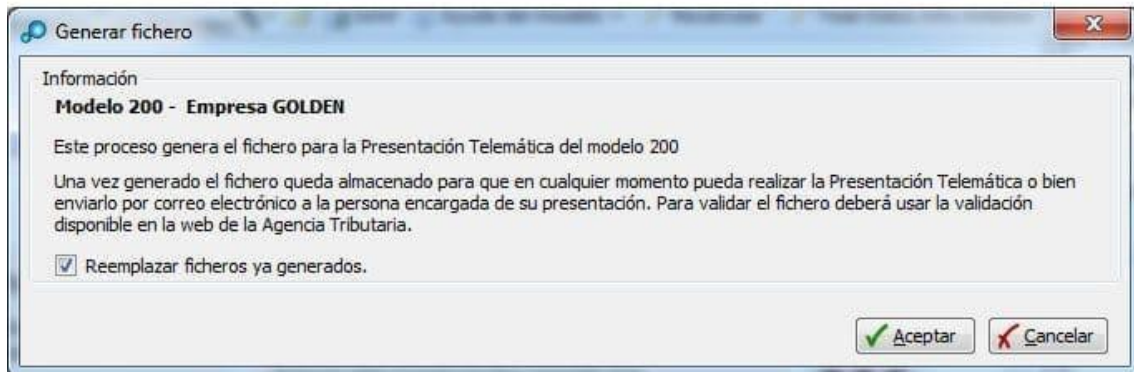 Generar fichero
Información
Modelo 200 - Empresa GOLDEN
Este proceso genera el fichero para la Presentación Telemática del modelo 200
Una vez generado el fichero queda almacenado para que en cualquier momento pueda realizar la Presentación Telemática o bien
enviarlo por correo electrónico a la persona encargada de su presentación. Para validar el fichero deberá usar la validación
disponible en la web de la Agencia Tributaria.
Reemplazar ficheros ya generados.
Aceptar Cancelar